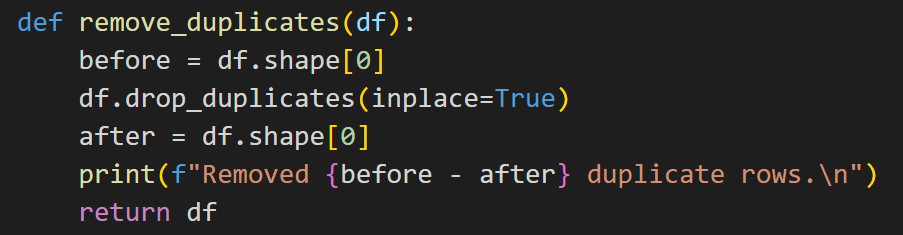 def remove_duplicates(df):
    before = df.shape[0]
    df.drop_duplicates(inplace=True)
    after = df.shape[0]
    print(f"Removed {before - after} duplicate rows.\n")
    return df